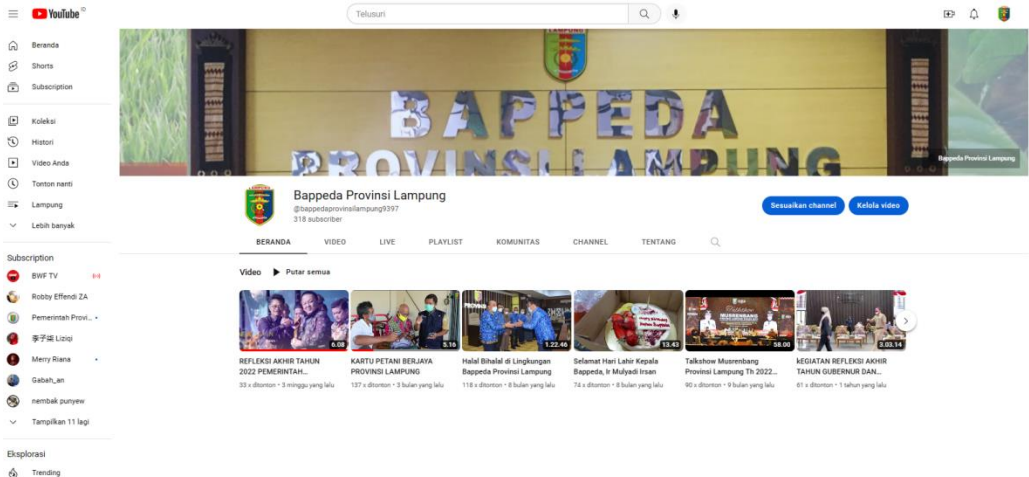 YouTube ID
Telusuri
Beranda
Shorts
Subscription
Koleksi
Histori
Video Anda
Tonton nanti
Lampung
Lebih banyak
Subscription
BWF TV
Robby Effendi ZA
Pemerintah Provi...
李子柒 Liziqi
Merry Riana
Gabah_an
nembak punyew
Tampilkan 11 lagi
Eksplorasi
Trending
LAMPUNG
BAPPEDA
PROVINSI LAMPUNG
Bappeda Provinsi Lampung
Bappeda Provinsi Lampung
@bappedaprovinsilampung9397
318 subscriber
Sesuaikan channel
Kelola video
BERANDA VIDEO LIVE PLAYLIST KOMUNITAS CHANNEL TENTANG
Video Putar semua
6.08
REFLEKSI AKHIR TAHUN
2022 PEMERINTAH...
33 x ditonton • 3 minggu yang lalu
5.16
KARTU PETANI BERJAYA
PROVINSI LAMPUNG
137 x ditonton • 3 bulan yang lalu
1.22.46
Halal Bihalal di Lingkungan
Bappeda Provinsi Lampung
118 x ditonton • 8 bulan yang lalu
13.43
Selamat Hari Lahir Kepala
Bappeda, Ir Mulyadi Irsan
74 x ditonton • 8 bulan yang lalu
MUSRENBANG
58.00
Talkshow Musrenbang
Provinsi Lampung Th 2022...
90 x ditonton • 9 bulan yang lalu
3.03.14
kEGIATAN REFLEKSI AKHIR
TAHUN GUBERNUR DAN...
61 x ditonton • 1 tahun yang lalu